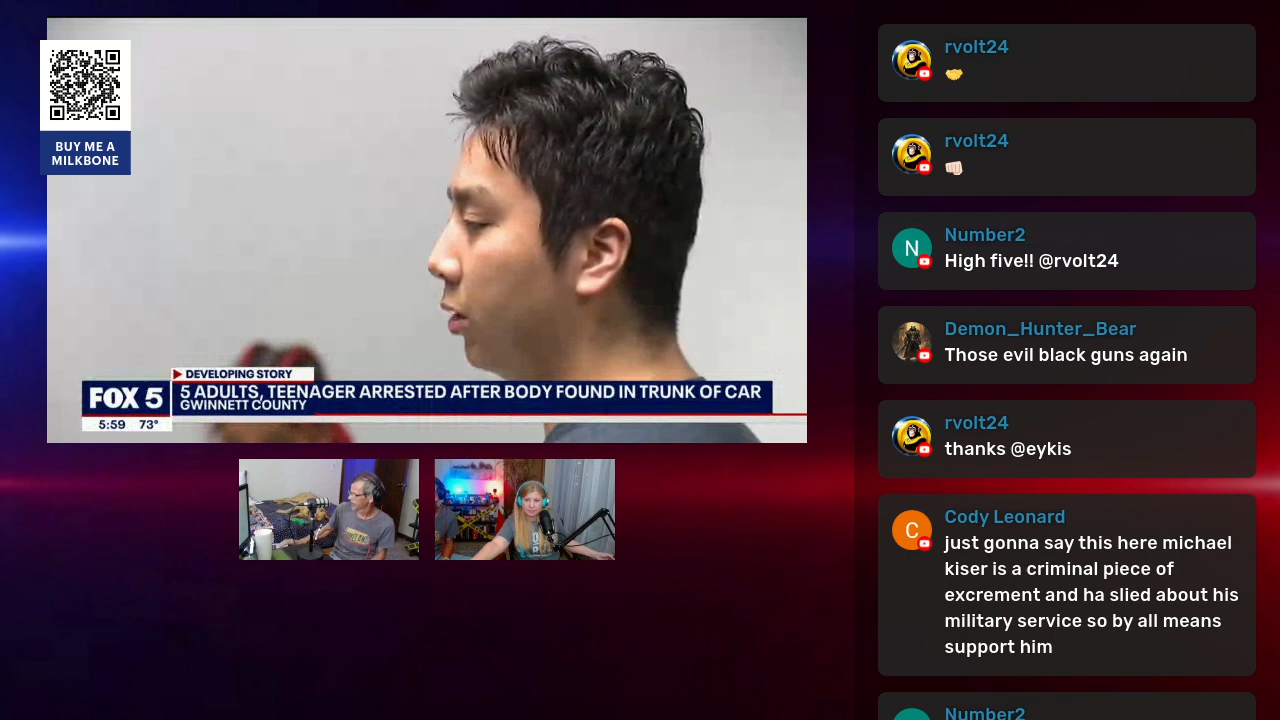 BUY ME A
MILKBONE
DEVELOPING STORY
FOX 5
5 ADULTS, TEENAGER ARRESTED AFTER BODY FOUND IN TRUNK OF CAR
GWINNETT COUNTY
5:59 73°
rvolt24
rvolt24
N
Number2
High five!! @rvolt24
Demon_Hunter_Bear
Those evil black guns again
rvolt24
thanks @eykis
C
Cody Leonard
just gonna say this here michael
kiser is a criminal piece of
excrement and ha slied about his
military service so by all means
support him
Number2